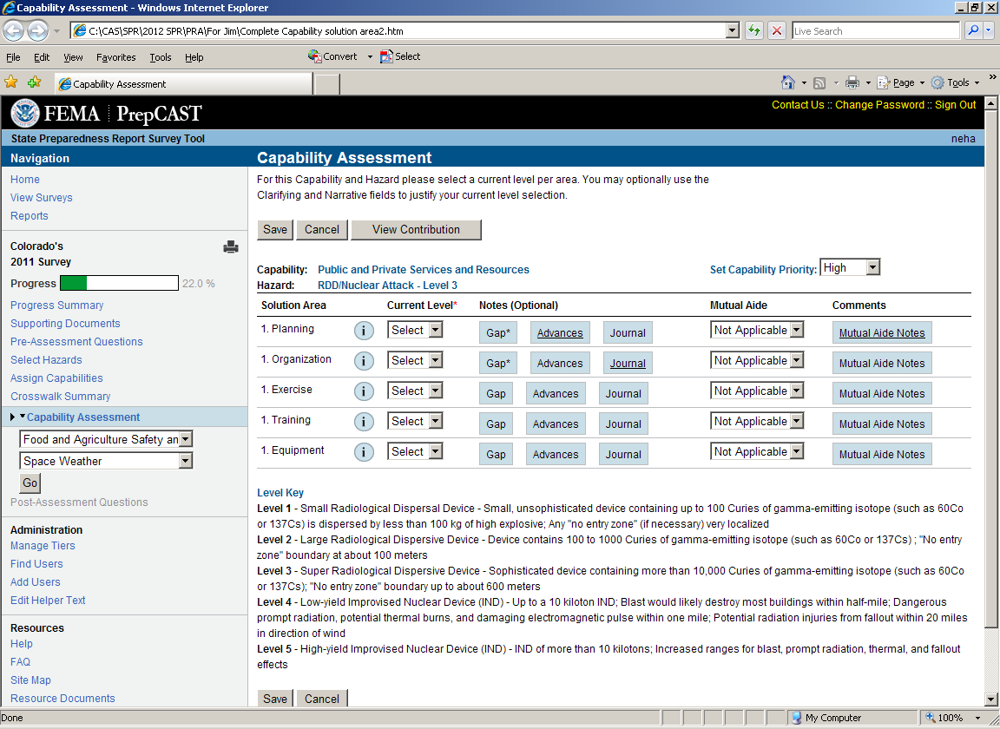 Capability Assessment - Windows Internet Explorer
C:\CAS\SPR\2012 SPR\PRA\For Jim\Complete Capability solution area2.htm
Live Search
File Edit View Favorites Tools Help
Convert Select
Capability Assessment
Page Tools
FEMA PrepCAST
Contact Us :: Change Password :: Sign Out
State Preparedness Report Survey Tool
neha
Navigation
Home
View Surveys
Reports
Colorado's
2011 Survey
Progress 22.0 %
Progress Summary
Supporting Documents
Pre-Assessment Questions
Select Hazards
Assign Capabilities
Crosswalk Summary
Capability Assessment
Food and Agriculture Safety an
Space Weather
Go
Post-Assessment Questions
Administration
Manage Tiers
Find Users
Add Users
Edit Helper Text
Resources
Help
FAQ
Site Map
Resource Documents
Capability Assessment
For this Capability and Hazard please select a current level per area. You may optionally use the
Clarifying and Narrative fields to justify your current level selection.
Save Cancel View Contribution
Capability: Public and Private Services and Resources
Set Capability Priority: High
Hazard: RDD/Nuclear Attack - Level 3
Solution Area Current Level* Notes (Optional) Mutual Aide Comments
1. Planning i Select Gap* Advances Journal Not Applicable Mutual Aide Notes
1. Organization i Select Gap* Advances Journal Not Applicable Mutual Aide Notes
1. Exercise i Select Gap Advances Journal Not Applicable Mutual Aide Notes
1. Training i Select Gap Advances Journal Not Applicable Mutual Aide Notes
1. Equipment i Select Gap Advances Journal Not Applicable Mutual Aide Notes
Level Key
Level 1 - Small Radiological Dispersal Device - Small, unsophisticated device containing up to 100 Curies of gamma-emitting isotope (such as 60Co
or 137Cs) is dispersed by less than 100 kg of high explosive; Any "no entry zone" (if necessary) very localized
Level 2 - Large Radiological Dispersive Device - Device contains 100 to 1000 Curies of gamma-emitting isotope (such as 60Co or 137Cs) ; "No entry
zone" boundary at about 100 meters
Level 3 - Super Radiological Dispersive Device - Sophisticated device containing more than 10,000 Curies of gamma-emitting isotope (such as 60Co
or 137Cs); "No entry zone" boundary up to about 600 meters
Level 4 - Low-yield Improvised Nuclear Device (IND) - Up to a 10 kiloton IND; Blast would likely destroy most buildings within half-mile; Dangerous
prompt radiation, potential thermal burns, and damaging electromagnetic pulse within one mile; Potential radiation injuries from fallout within 20 miles
in direction of wind
Level 5 - High-yield Improvised Nuclear Device (IND) - IND of more than 10 kilotons; Increased ranges for blast, prompt radiation, thermal, and fallout
effects
Save Cancel
Done
My Computer
100%